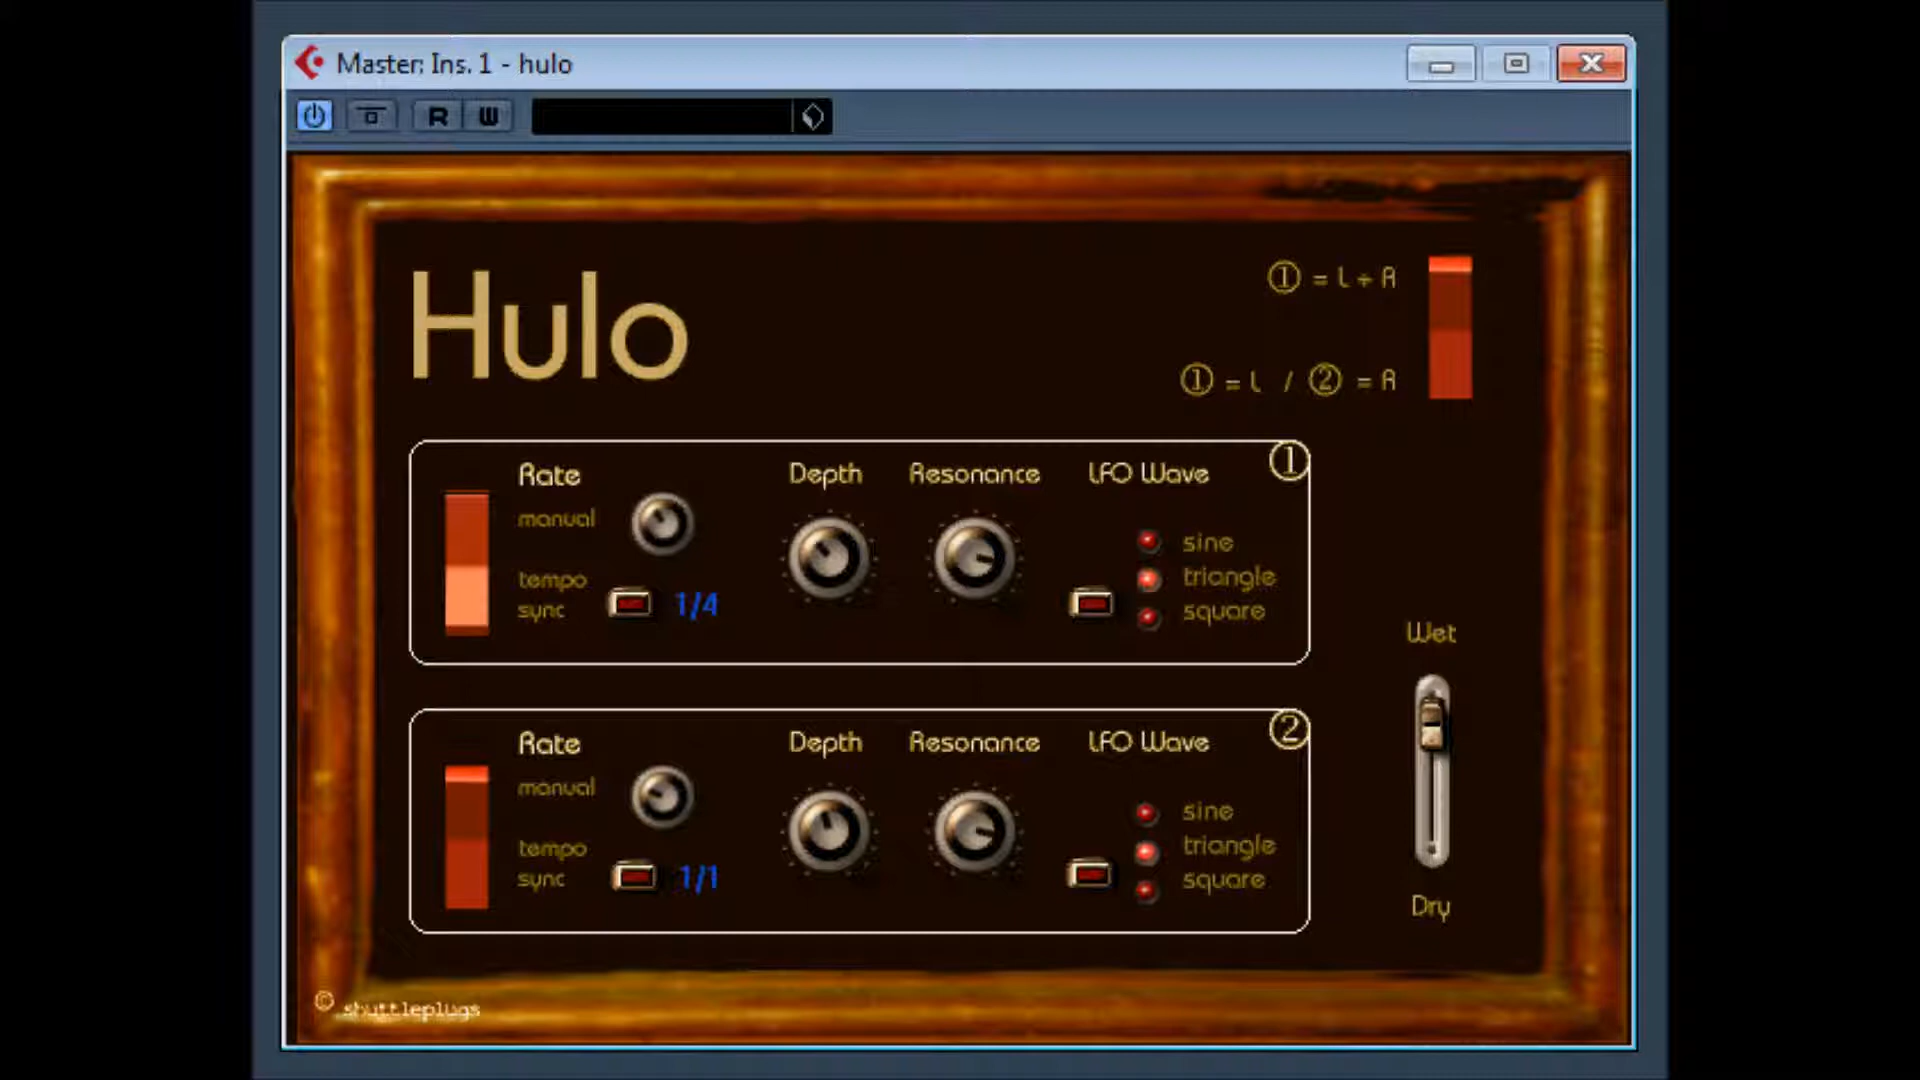 Master: Ins. 1 - hulo
R W
Hulo
① = L + R
① = L / ② = R
Rate Depth Resonance LFO Wave ①
manual
sine
tempo sync 1/4
triangle
square
Wet
Rate Depth Resonance LFO Wave ②
manual
sine
tempo sync 1/1
triangle
square
Dry
© shuttleplugs